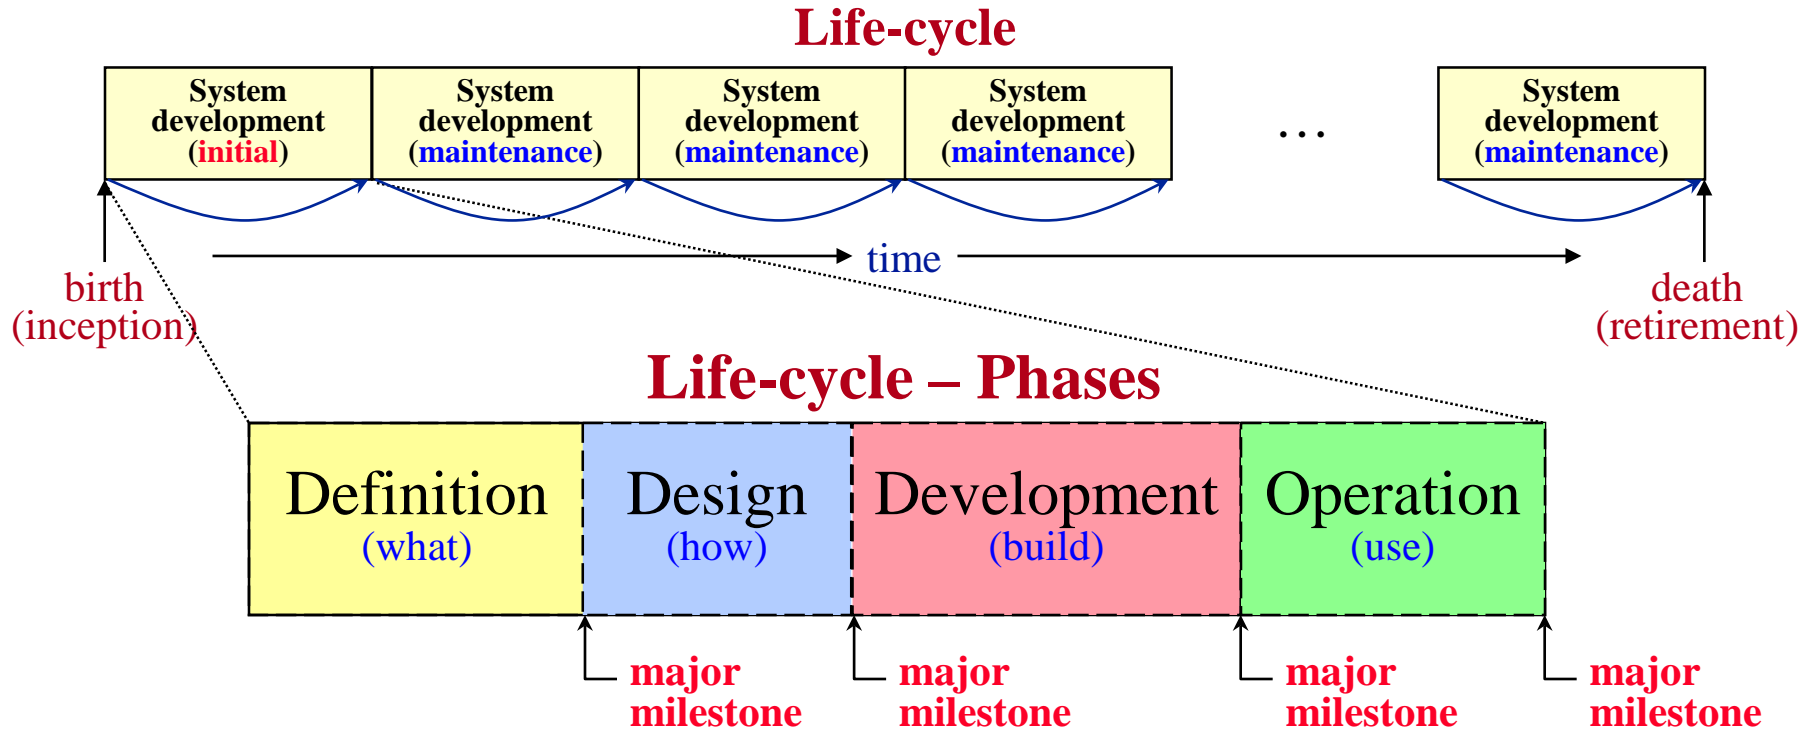 Life-cycle
System
development
(initial)
System
development
(maintenance)
System
development
(maintenance)
System
development
(maintenance)
...
System
development
(maintenance)
time
birth
(inception)
death
(retirement)
Life-cycle – Phases
Definition
(what)
Design
(how)
Development
(build)
Operation
(use)
major
milestone
major
milestone
major
milestone
major
milestone